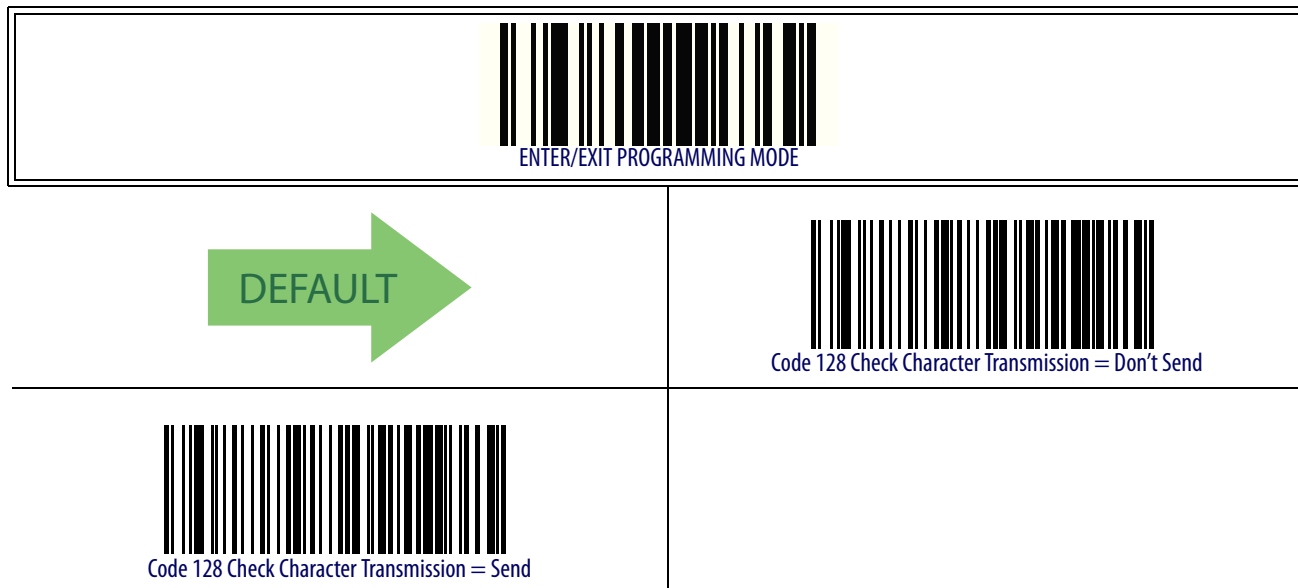 ENTER/EXIT PROGRAMMING MODE
DEFAULT
Code 128 Check Character Transmission = Don’t Send
Code 128 Check Character Transmission = Send